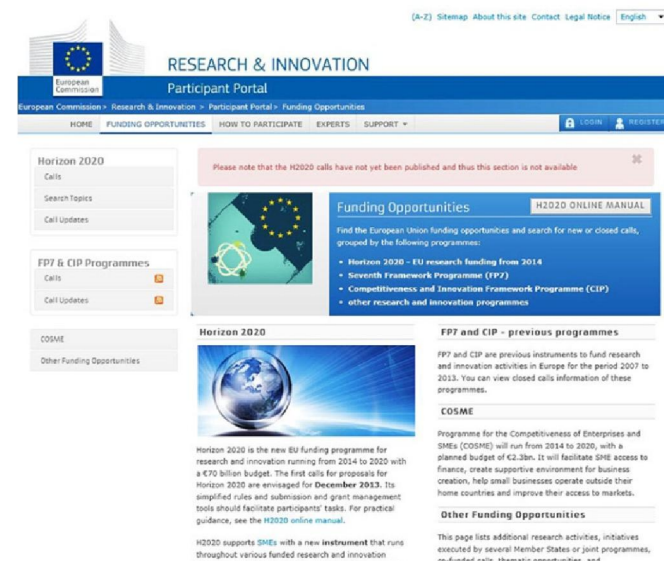 (A-Z) Sitemap About this site Contact Legal Notice English
European
Commission
RESEARCH & INNOVATION
Participant Portal
European Commission > Research & Innovation > Participant Portal > Funding Opportunities
HOME FUNDING OPPORTUNITIES HOW TO PARTICIPATE EXPERTS SUPPORT LOGIN REGISTER
Horizon 2020
Calls
Search Topics
Call Updates
FP7 & CIP Programmes
Calls
Call Updates
COSME
Other Funding Opportunities
Please note that the H2020 calls have not yet been published and thus this section is not available
Funding Opportunities
H2020 ONLINE MANUAL
Find the European Union funding opportunities and search for new or closed calls,
grouped by the following programmes:
• Horizon 2020 - EU research funding from 2014
• Seventh Framework Programme (FP7)
• Competitiveness and Innovation Framework Programme (CIP)
• other research and innovation programmes
Horizon 2020
Horizon 2020 is the new EU funding programme for
research and innovation running from 2014 to 2020 with
a €70 billion budget. The first calls for proposals for
Horizon 2020 are envisaged for December 2013. Its
simplified rules and submission and grant management
tools should facilitate participants' tasks. For practical
guidance, see the H2020 online manual.
H2020 supports SMEs with a new instrument that runs
throughout various funded research and innovation
FP7 and CIP - previous programmes
FP7 and CIP are previous instruments to fund research
and innovation activities in Europe for the period 2007 to
2013. You can view closed calls information of these
programmes.
COSME
Programme for the Competitiveness of Enterprises and
SMEs (COSME) will run from 2014 to 2020, with a
planned budget of €2.3bn. It will facilitate SME access to
finance, create supportive environment for business
creation, help small businesses operate outside their
home countries and improve their access to markets.
Other Funding Opportunities
This page lists additional research activities, initiatives
executed by several Member States or joint programmes,
co-funded calls, thematic opportunities, and